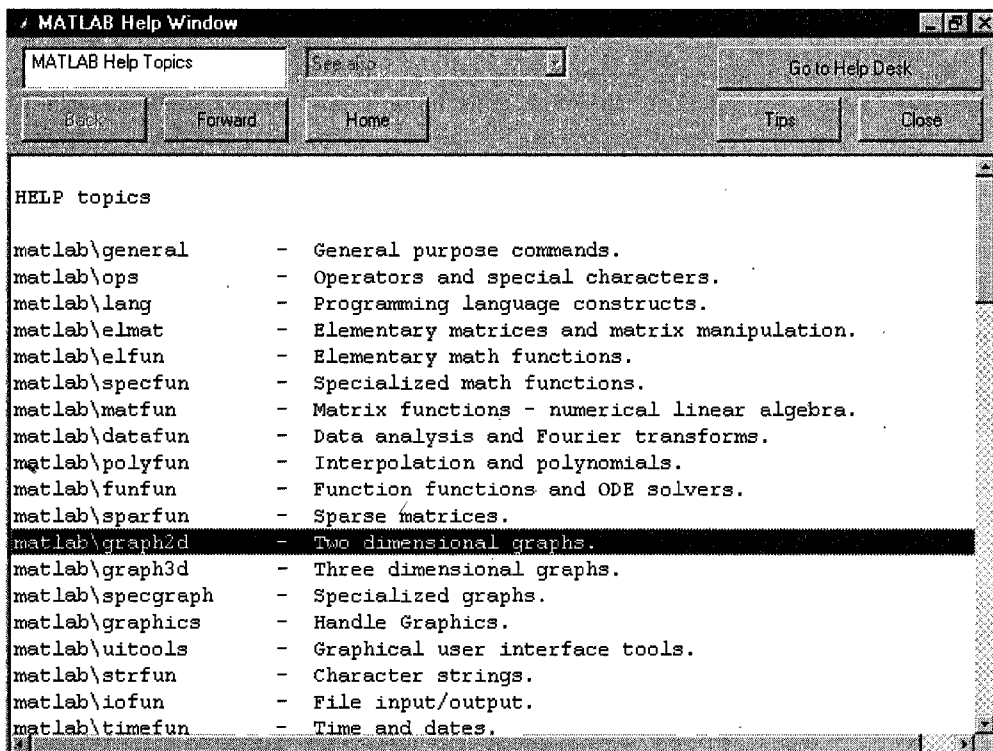 MATLAB Help Window
MATLAB Help Topics
See also
Go to Help Desk
Back
Forward
Home
Tips
Close
HELP topics
matlab\general - General purpose commands.
matlab\ops - Operators and special characters.
matlab\lang - Programming language constructs.
matlab\elmat - Elementary matrices and matrix manipulation.
matlab\elfun - Elementary math functions.
matlab\specfun - Specialized math functions.
matlab\matfun - Matrix functions - numerical linear algebra.
matlab\datafun - Data analysis and Fourier transforms.
matlab\polyfun - Interpolation and polynomials.
matlab\funfun - Function functions and ODE solvers.
matlab\sparfun - Sparse matrices.
matlab\graph2d - Two dimensional graphs.
matlab\graph3d - Three dimensional graphs.
matlab\specgraph - Specialized graphs.
matlab\graphics - Handle Graphics.
matlab\uitools - Graphical user interface tools.
matlab\strfun - Character strings.
matlab\iofun - File input/output.
matlab\timefun - Time and dates.